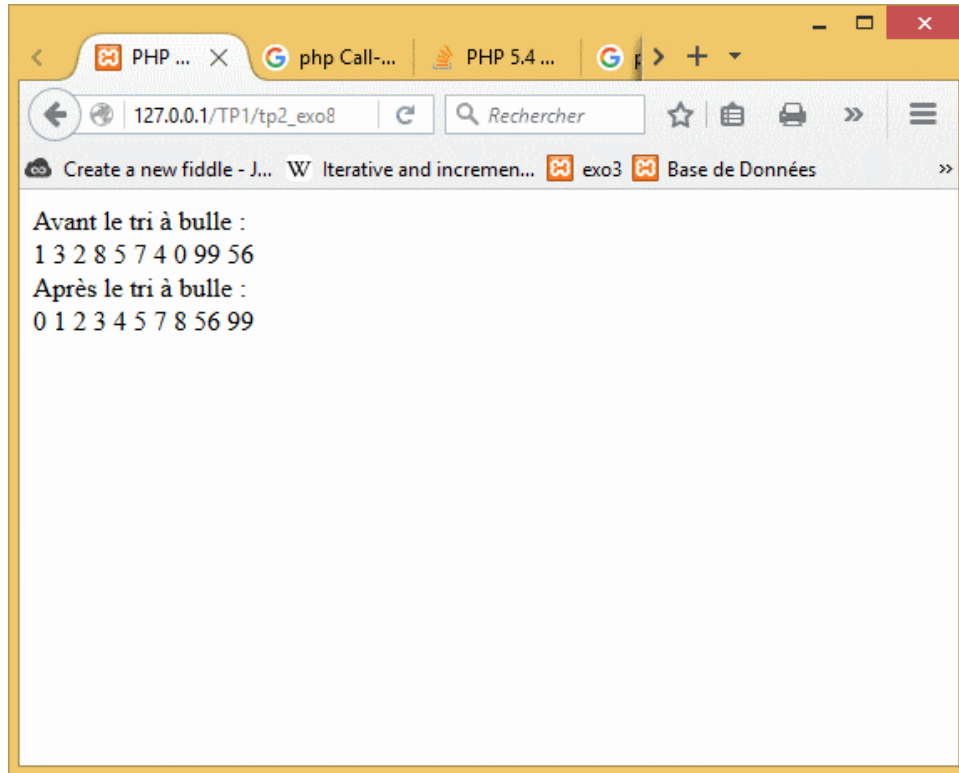 PHP ...
php Call-...
PHP 5.4 ...
127.0.0.1/TP1/tp2_exo8
Rechercher
Create a new fiddle - J...
W Iterative and incremen...
exo3
Base de Données
Avant le tri à bulle :
1 3 2 8 5 7 4 0 99 56
Après le tri à bulle :
0 1 2 3 4 5 7 8 56 99